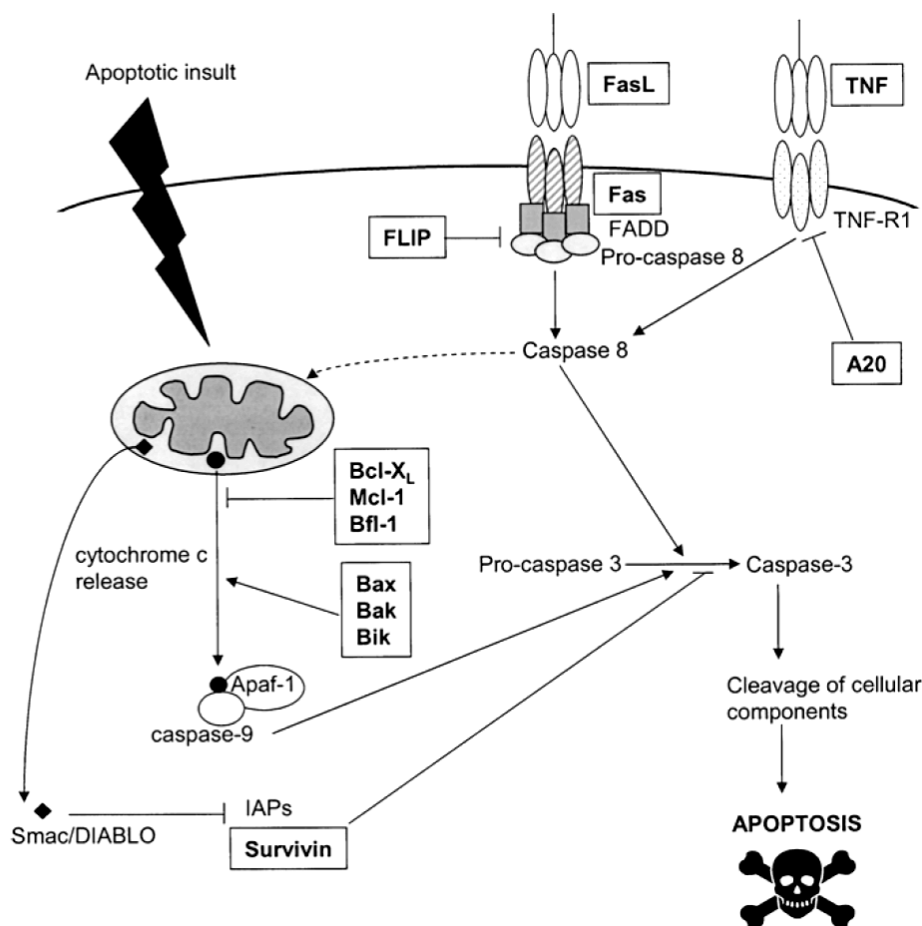 Apoptotic insult
FasL
TNF
Fas
FADD
Pro-caspase 8
TNF-R1
FLIP
A20
Caspase 8
Bcl-XL
Mcl-1
Bfl-1
cytochrome c
release
Pro-caspase 3
Caspase-3
Bax
Bak
Bik
Apaf-1
caspase-9
Cleavage of cellular
components
IAPs
Smac/DIABLO
Survivin
APOPTOSIS